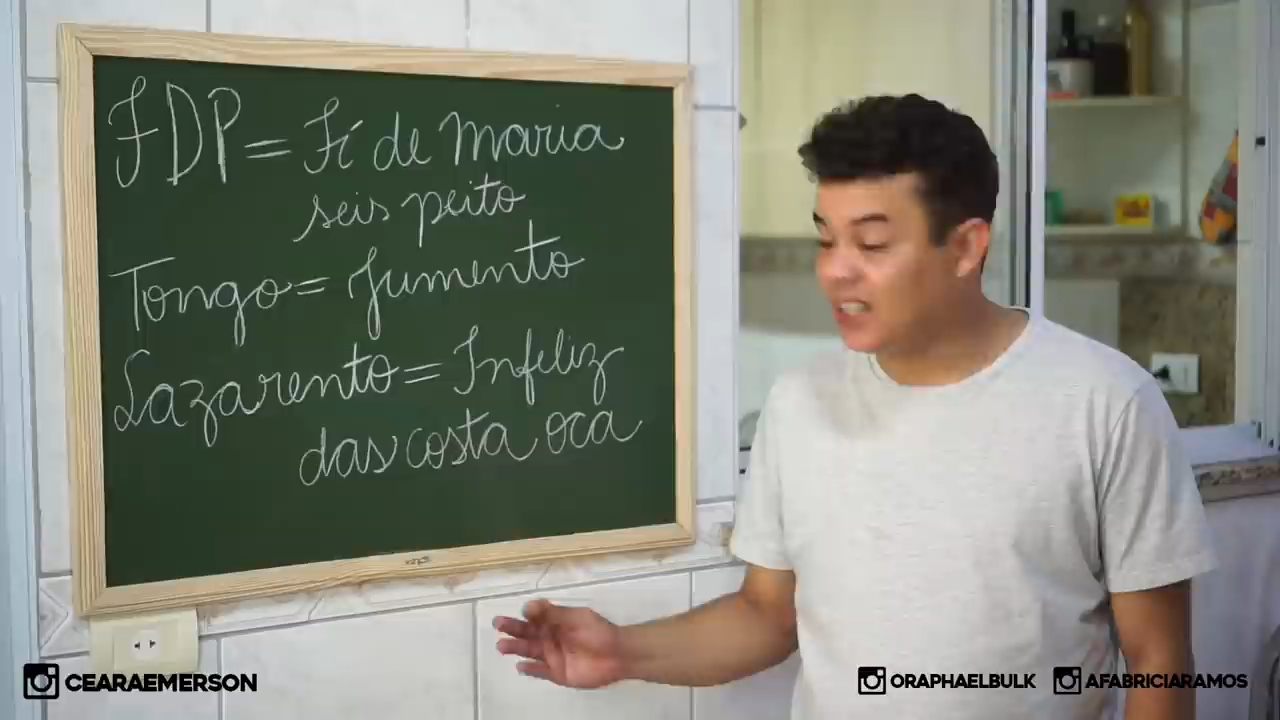 FDP = Fí de Maria
seis peito
Tongo = Jumento
Lazarento = Infeliz
das costa oca
CEARAEMERSON
ORAPHAELBULK
AFABRICIARAMOS